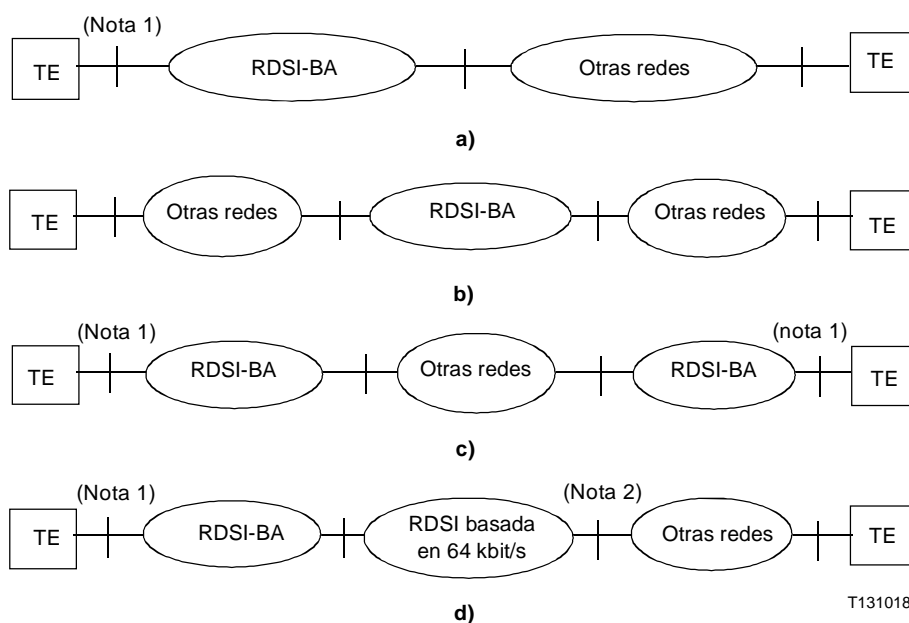 (Nota 1)
TE RDSI-BA Otras redes TE
a)
TE Otras redes RDSI-BA Otras redes TE
b)
(Nota 1) (nota 1)
TE RDSI-BA Otras redes RDSI-BA TE
c)
(Nota 1) (Nota 2)
TE RDSI-BA RDSI basada Otras redes TE
en 64 kbit/s
T131018
d)